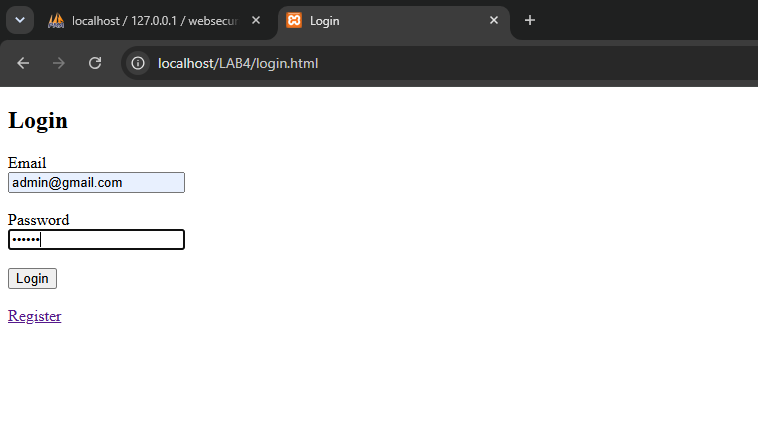 localhost / 127.0.0.1 / websecur
Login
localhost/LAB4/login.html
Login
Email
admin@gmail.com
Password
••••••
Login
Register